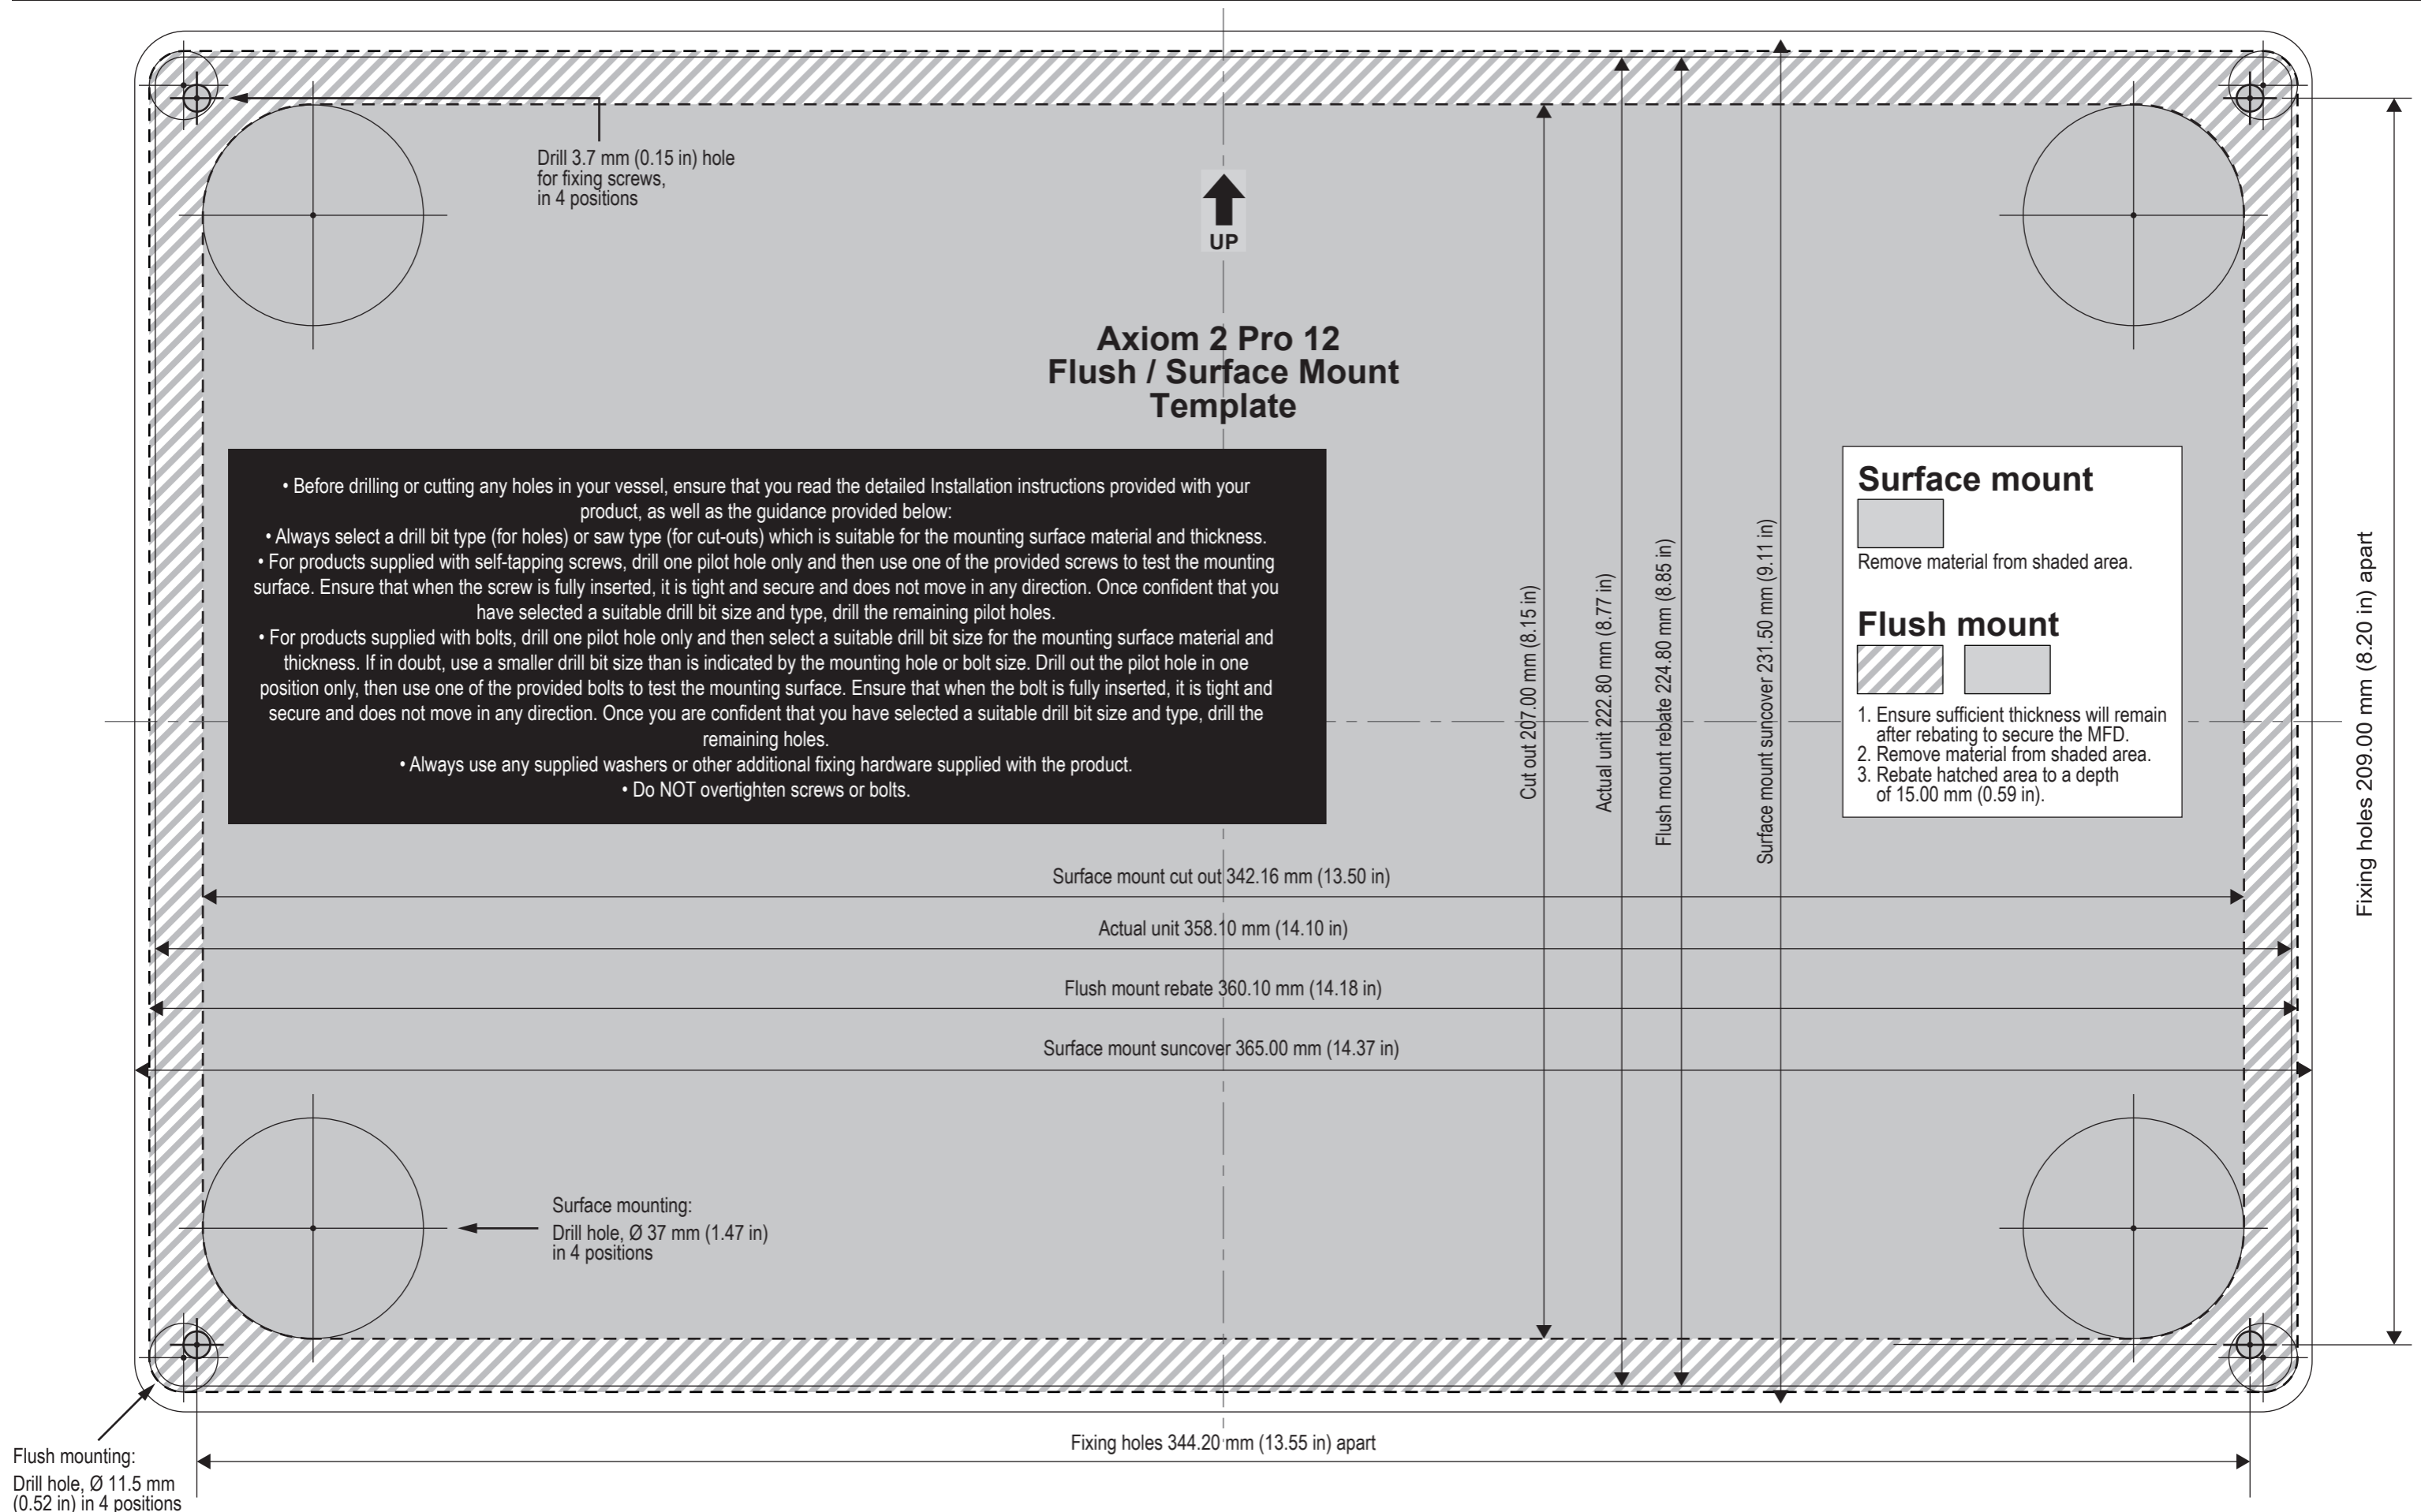 Drill 3.7 mm (0.15 in) hole
for fixing screws,
in 4 positions
UP
Axiom 2 Pro 12
Flush / Surface Mount
Template
• Before drilling or cutting any holes in your vessel, ensure that you read the detailed Installation instructions provided with your
product, as well as the guidance provided below:
• Always select a drill bit type (for holes) or saw type (for cut-outs) which is suitable for the mounting surface material and thickness.
• For products supplied with self-tapping screws, drill one pilot hole only and then use one of the provided screws to test the mounting
surface. Ensure that when the screw is fully inserted, it is tight and secure and does not move in any direction. Once confident that you
have selected a suitable drill bit size and type, drill the remaining pilot holes.
• For products supplied with bolts, drill one pilot hole only and then select a suitable drill bit size for the mounting surface material and
thickness. If in doubt, use a smaller drill bit size than is indicated by the mounting hole or bolt size. Drill out the pilot hole in one
position only, then use one of the provided bolts to test the mounting surface. Ensure that when the bolt is fully inserted, it is tight and
secure and does not move in any direction. Once you are confident that you have selected a suitable drill bit size and type, drill the
remaining holes.
• Always use any supplied washers or other additional fixing hardware supplied with the product.
• Do NOT overtighten screws or bolts.
Cut out 207.00 mm (8.15 in)
Actual unit 222.80 mm (8.77 in)
Flush mount rebate 224.80 mm (8.85 in)
Surface mount suncover 231.50 mm (9.11 in)
Surface mount
Remove material from shaded area.
Flush mount
1. Ensure sufficient thickness will remain
after rebating to secure the MFD.
2. Remove material from shaded area.
3. Rebate hatched area to a depth
of 15.00 mm (0.59 in).
Fixing holes 209.00 mm (8.20 in) apart
Surface mount cut out 342.16 mm (13.50 in)
Actual unit 358.10 mm (14.10 in)
Flush mount rebate 360.10 mm (14.18 in)
Surface mount suncover 365.00 mm (14.37 in)
Surface mounting:
Drill hole, Ø 37 mm (1.47 in)
in 4 positions
Fixing holes 344.20 mm (13.55 in) apart
Flush mounting:
Drill hole, Ø 11.5 mm
(0.52 in) in 4 positions